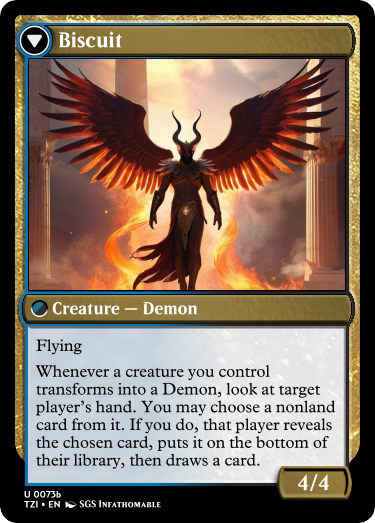 Biscuit
Creature — Demon
Flying
Whenever a creature you control
transforms into a Demon, look at target
player's hand. You may choose a nonland
card from it. If you do, that player reveals
the chosen card, puts it on the bottom of
their library, then draws a card.
4/4
U 0073b
TZI • EN SGS Infathomable